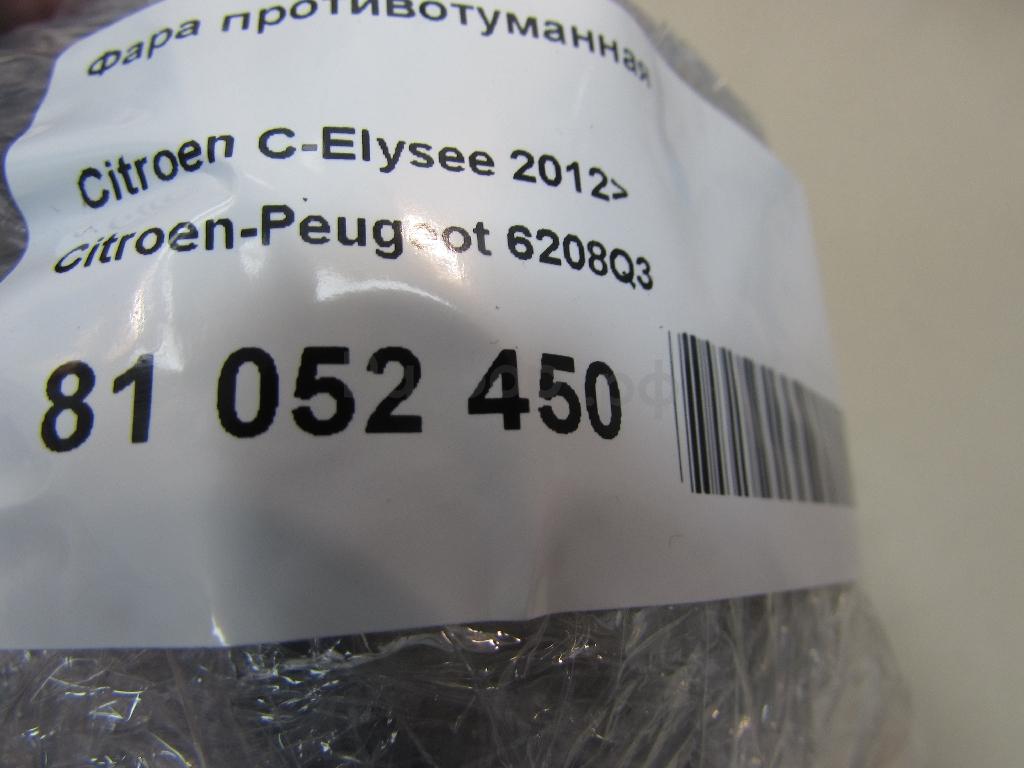 Фара противотуманная
Citroen C-Elysee 2012>
citroen-Peugeot 6208Q3
81 052 450